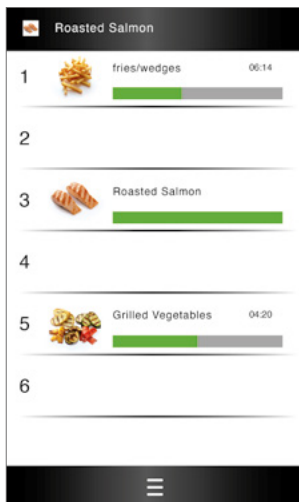 Roasted Salmon
1 fries/wedges 06:14
2
3 Roasted Salmon
4
5 Grilled Vegetables 04:20
6